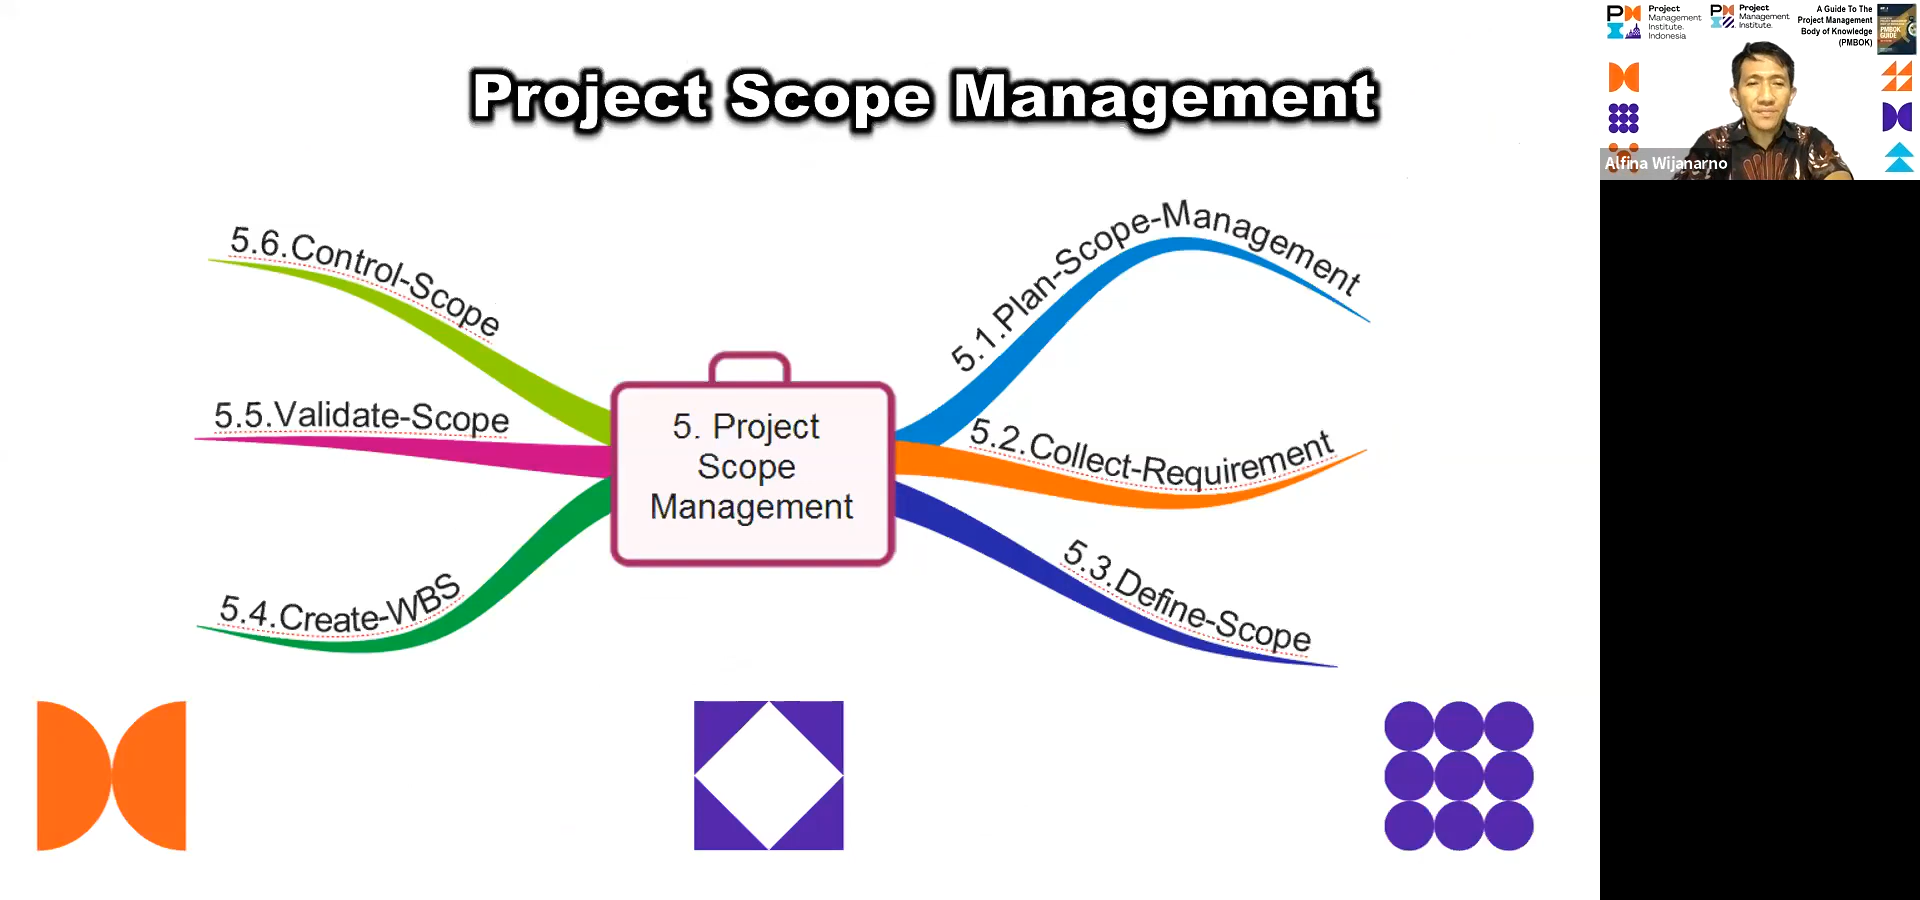 Project Scope Management
5.6.Control-Scope
5.5.Validate-Scope
5.4.Create-WBS
5. Project
Scope
Management
5.1.Plan-Scope-Management
5.2.Collect-Requirement
5.3.Define-Scope
Project
Management
Institute.
Indonesia
Project
Management
Institute.
A Guide To The
Project Management
Body of Knowledge
(PMBOK)
PMBOK
GUIDE
Alfina Wijanarno